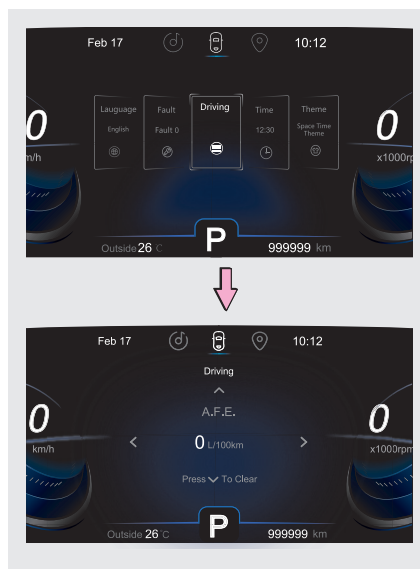 Feb 17 10:12
Lauguage Fault Driving Time Theme
English Fault 0 12:30 Space Time
Theme
0 0
m/h x1000rp
P
Outside 26 C 999999 km
Feb 17 10:12
Driving
A.F.E.
0 0
km/h 0 L/100km x1000rpm
Press To Clear
P
Outside 26 °C 999999 km